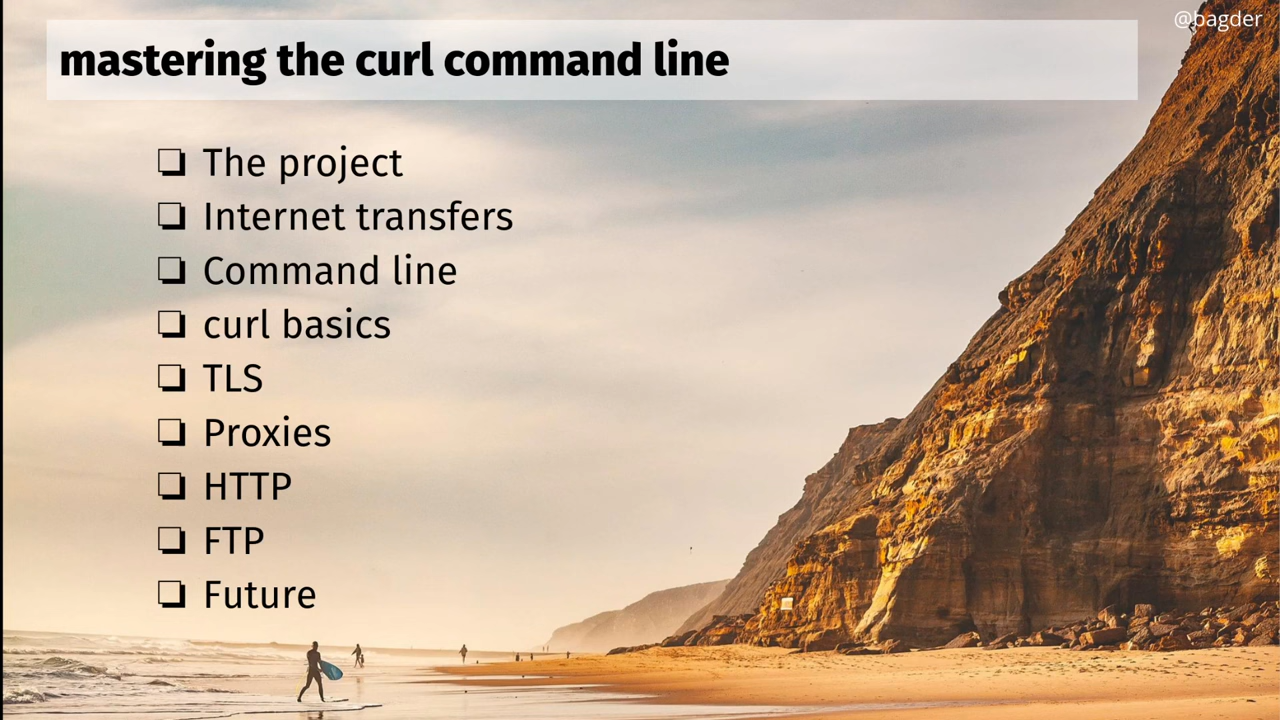 @bagder
mastering the curl command line
❏ The project
❏ Internet transfers
❏ Command line
❏ curl basics
❏ TLS
❏ Proxies
❏ HTTP
❏ FTP
❏ Future